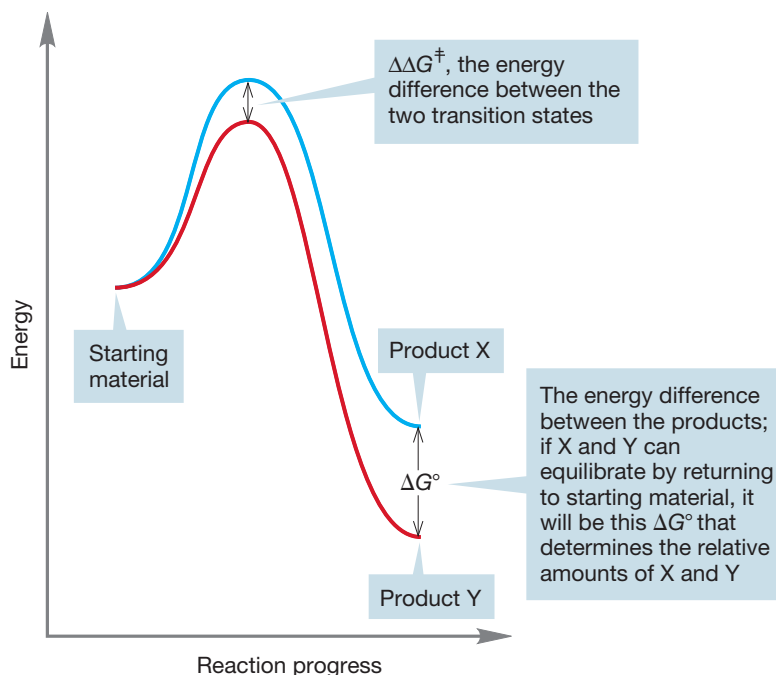 ΔΔG‡, the energy
difference between the
two transition states
Energy
Starting
material
Product X
The energy difference
between the products;
if X and Y can
equilibrate by returning
to starting material, it
will be this ΔG° that
determines the relative
amounts of X and Y
ΔG°
Product Y
Reaction progress